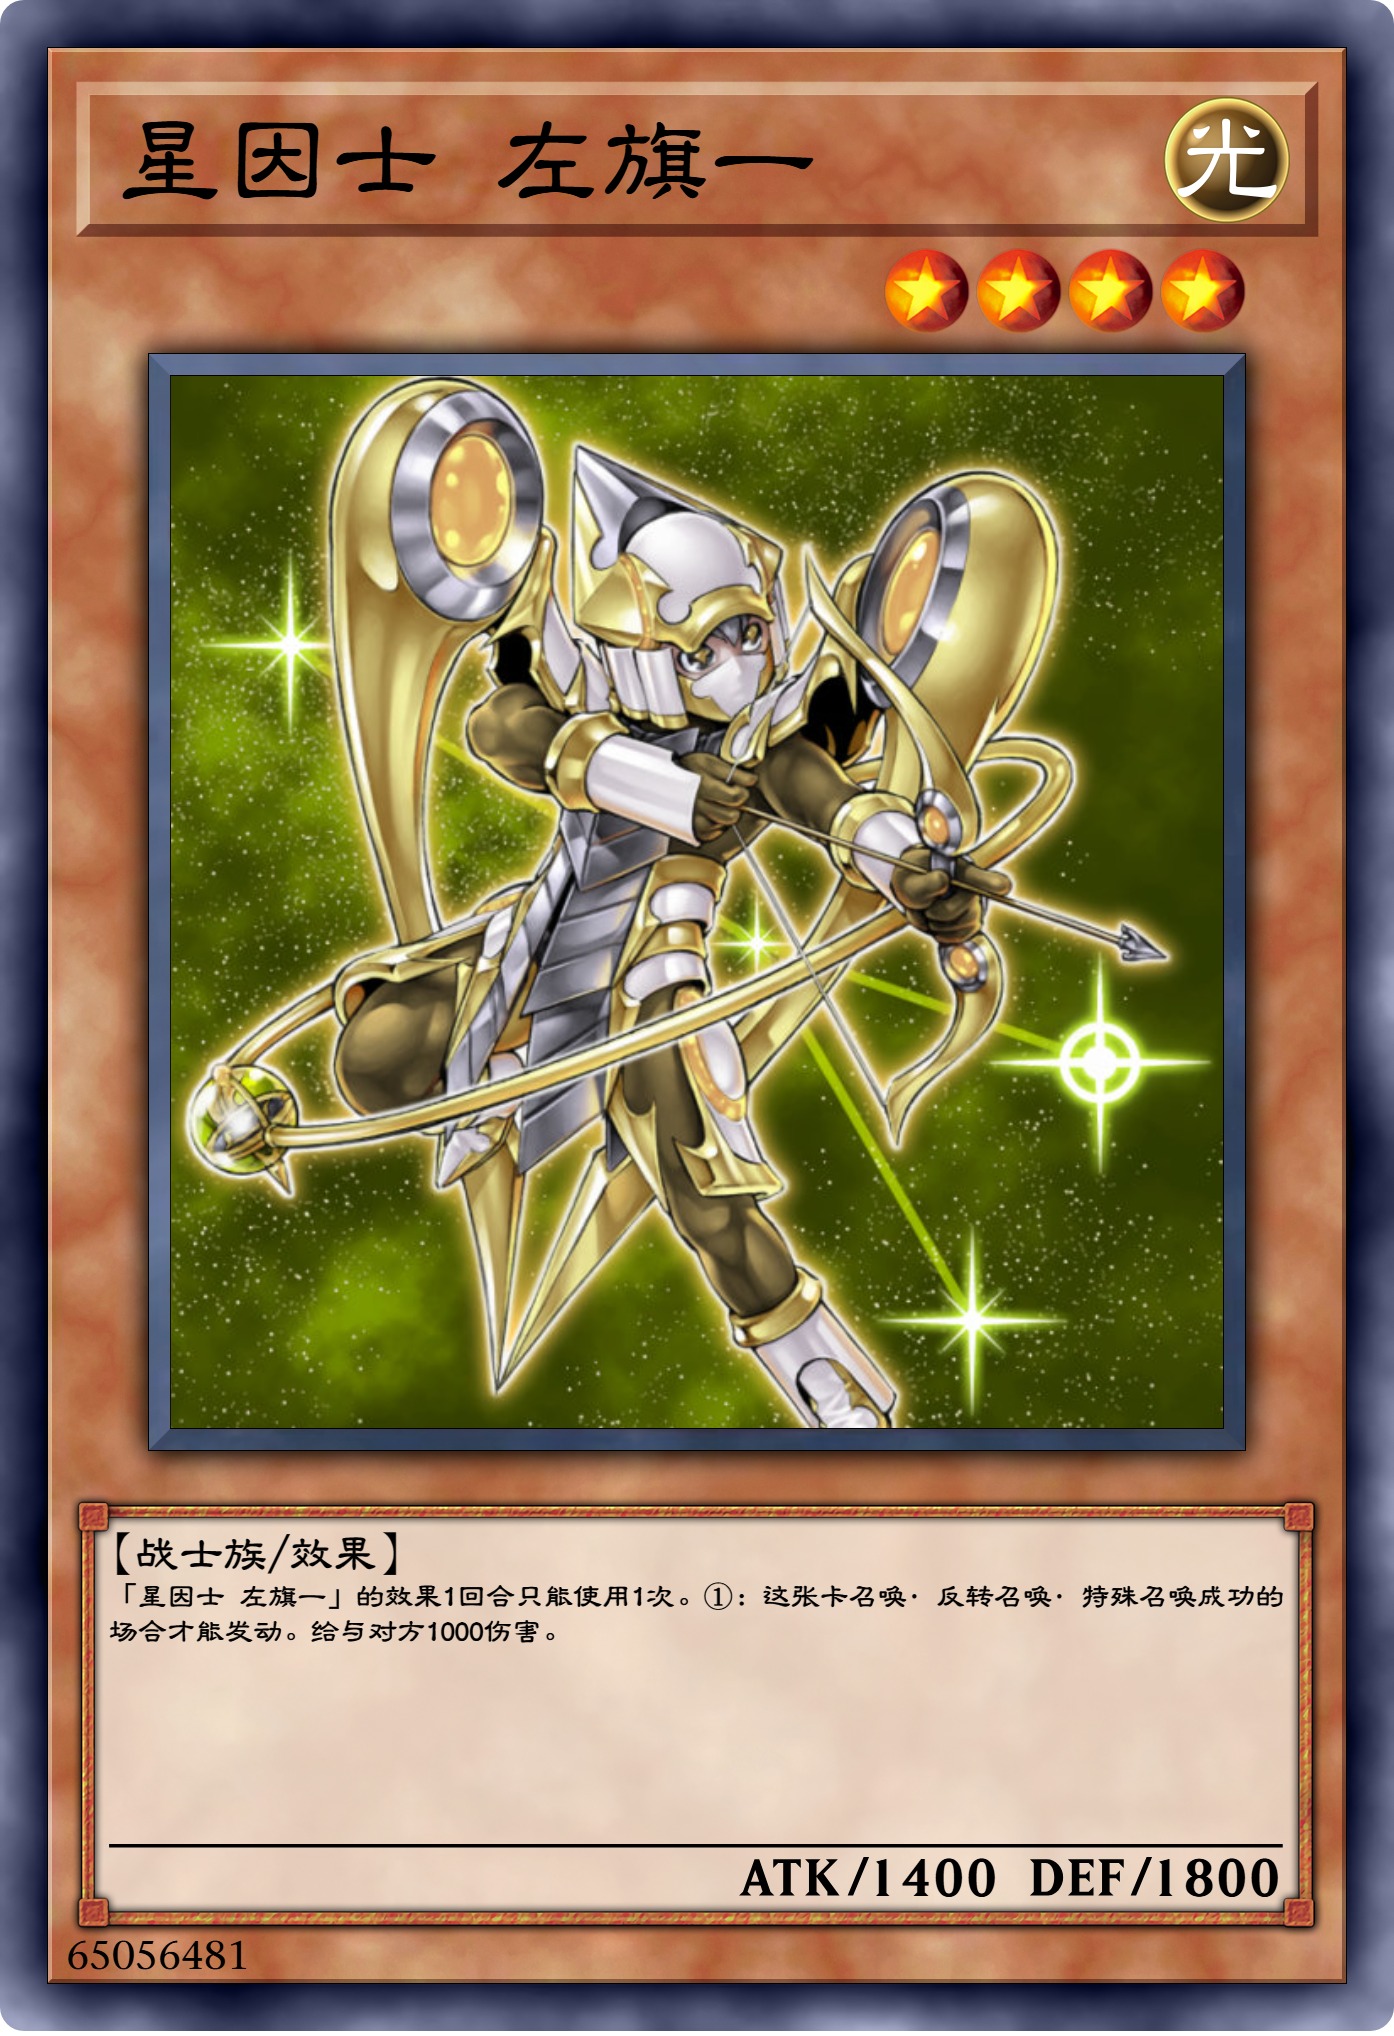 星因士 左旗一
光
【战士族/效果】
「星因士 左旗一」的效果1回合只能使用1次。①：这张卡召唤·反转召唤·特殊召唤成功的
场合才能发动。给与对方1000伤害。
ATK/1400 DEF/1800
65056481